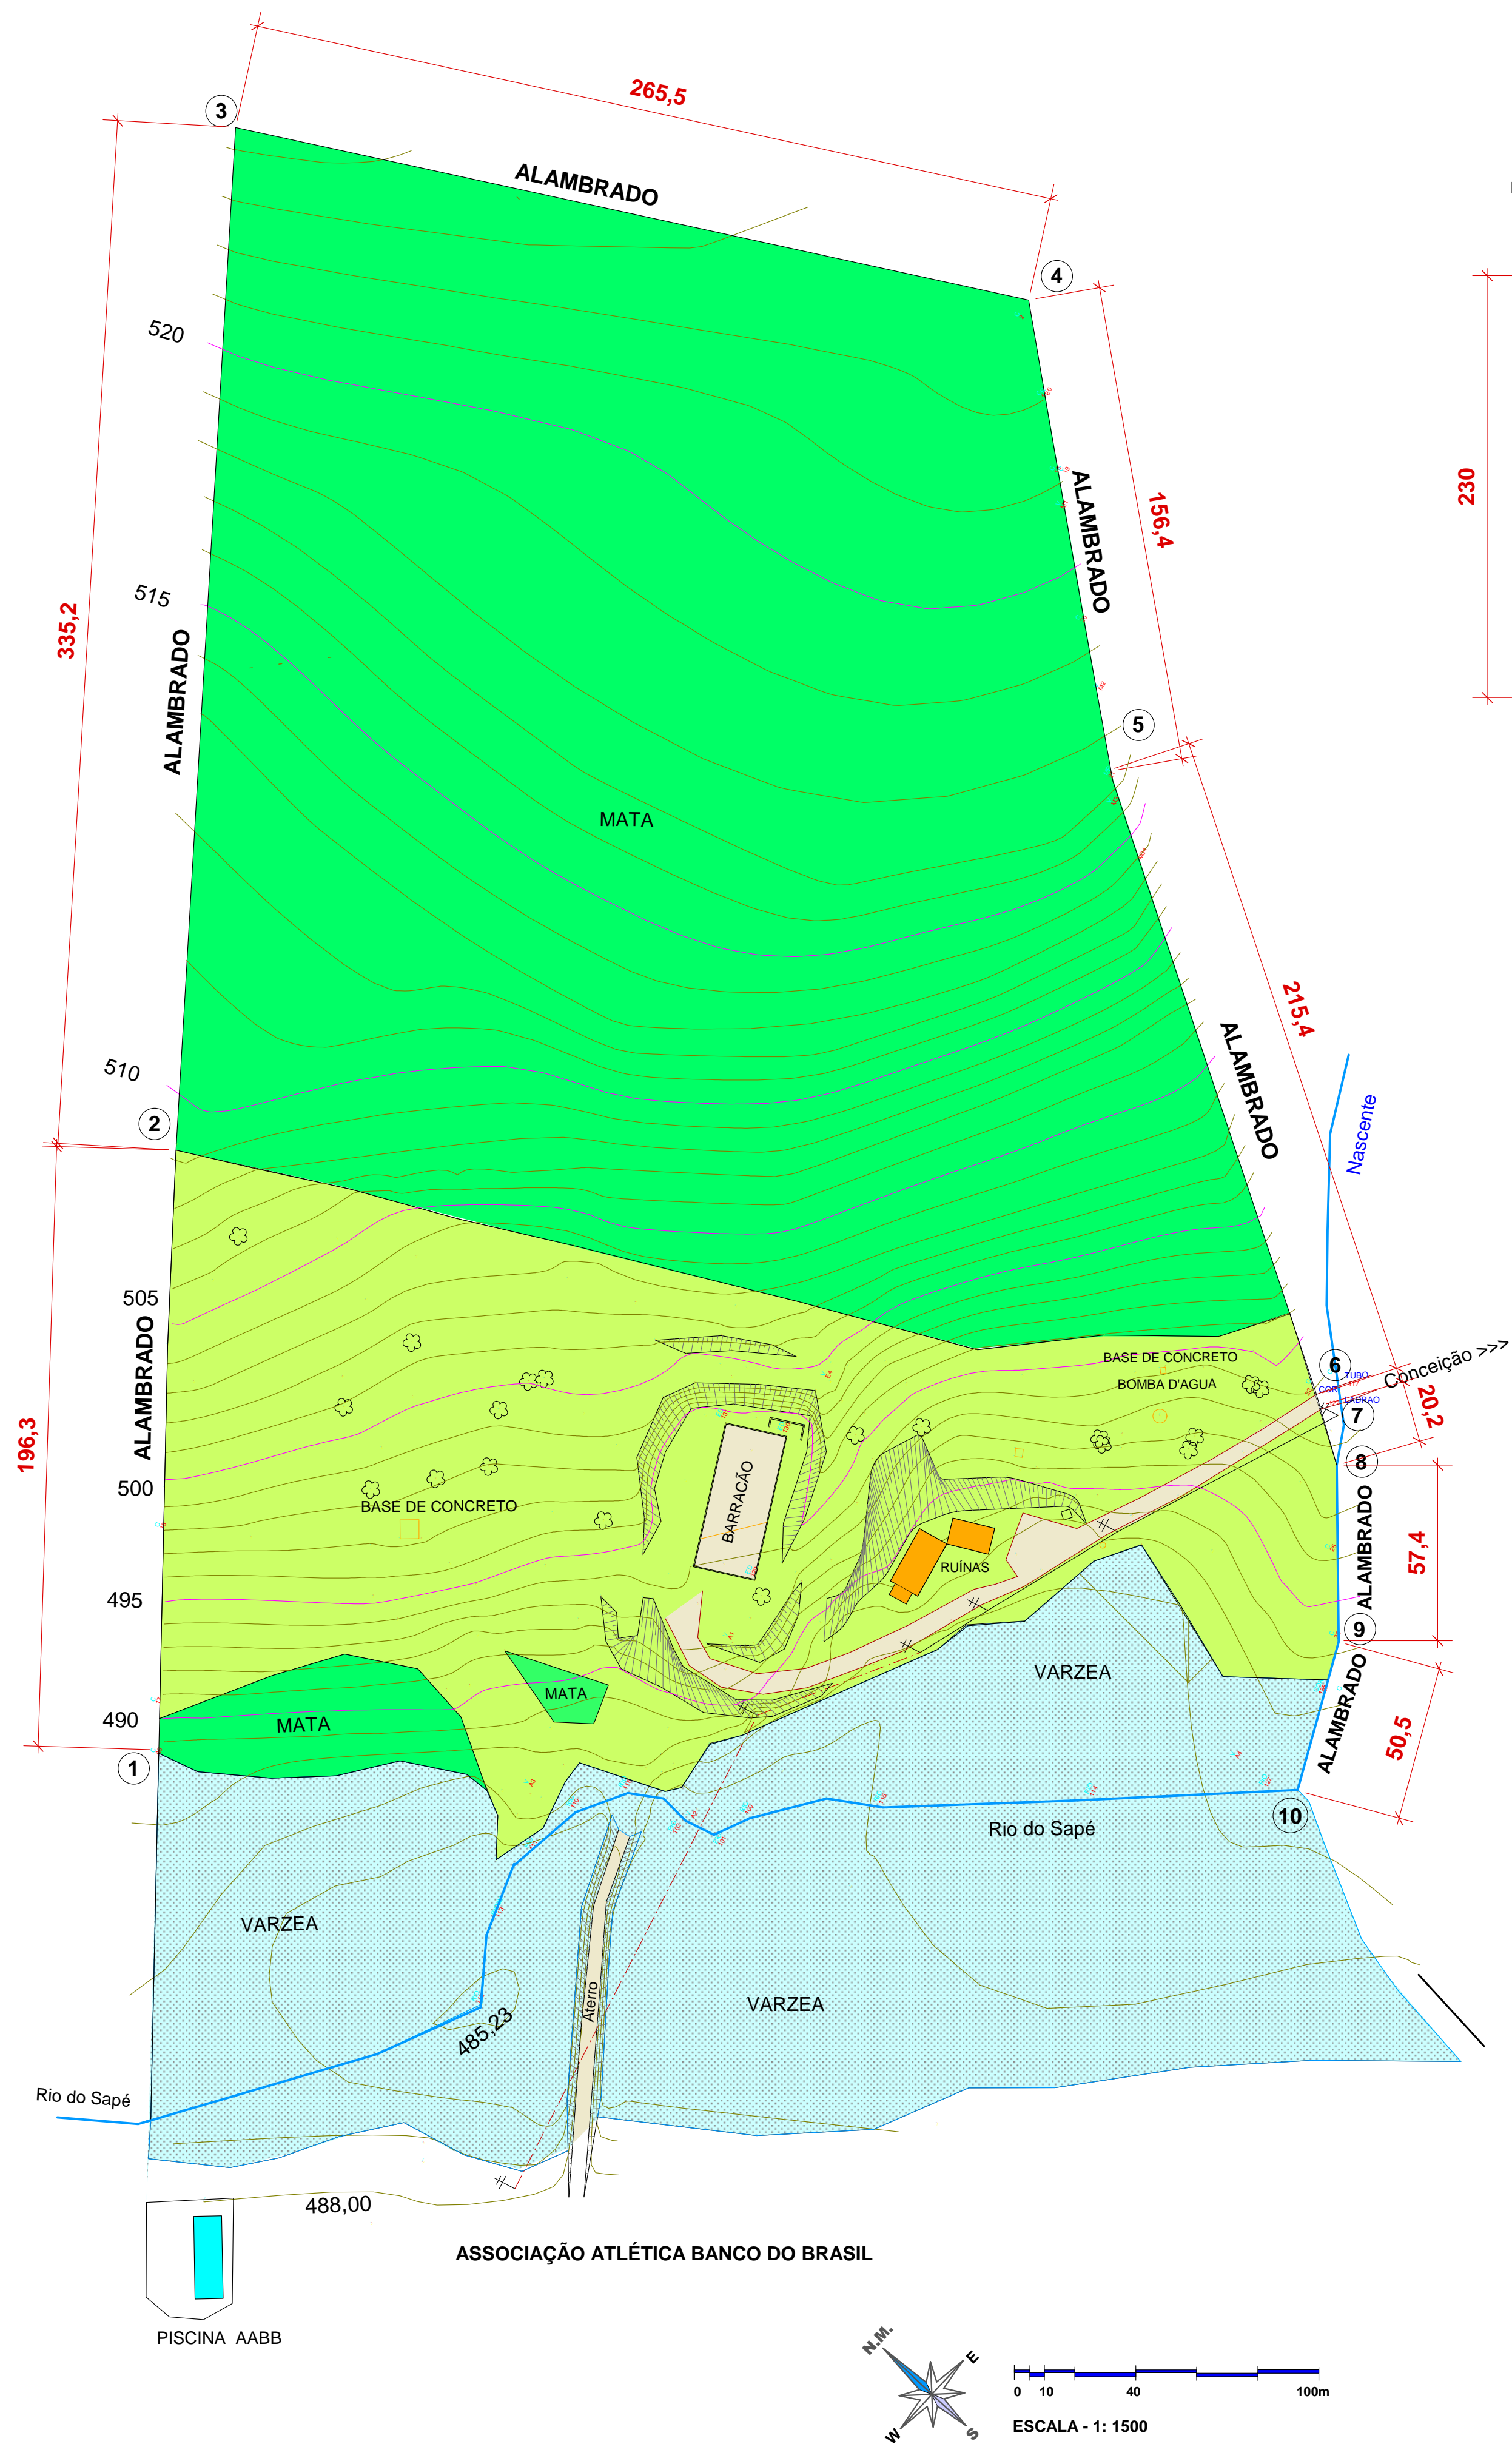 265,5
3
ALAMBRADO
4
520
156,4
ALAMBRADO
230
515
335,2
ALAMBRADO
5
MATA
215,4
ALAMBRADO
510
2
Nascente
505
ALAMBRADO
196,3
500
495
490
1
BASE DE CONCRETO
BOMBA D'AGUA
6
TUBO
COR
LADRAO
Conceição >>>
7
20,2
8
BASE DE CONCRETO
BARRACÃO
RUÍNAS
ALAMBRADO
57,4
9
ALAMBRADO
50,5
10
VARZEA
MATA
MATA
Rio do Sapé
VARZEA
Aterro
VARZEA
485,23
Rio do Sapé
488,00
ASSOCIAÇÃO ATLÉTICA BANCO DO BRASIL
PISCINA AABB
N.M.
E
W
S
0 10 40 100m
ESCALA - 1: 1500